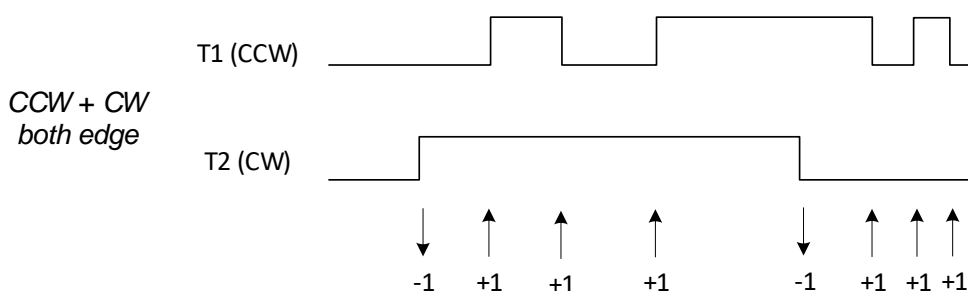 T1 (CCW)
CCW + CW
both edge
T2 (CW)
-1 +1 +1 +1 -1 +1 +1 +1